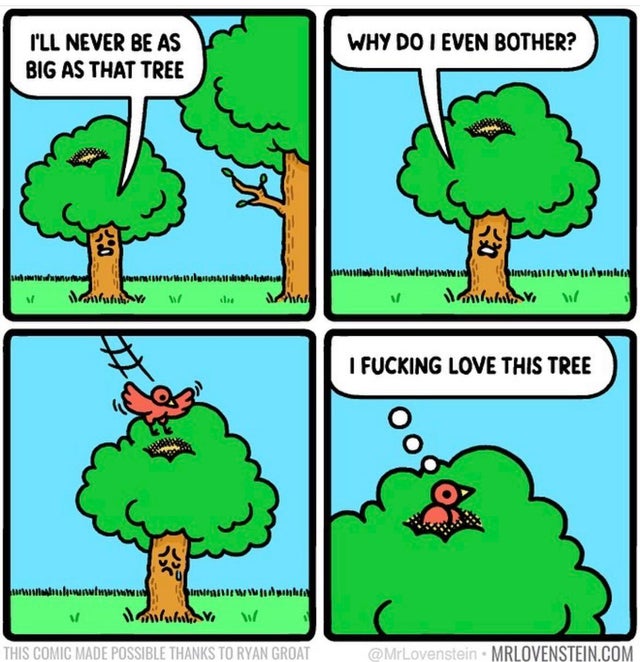 I'LL NEVER BE AS
BIG AS THAT TREE
WHY DO I EVEN BOTHER?
I FUCKING LOVE THIS TREE
THIS COMIC MADE POSSIBLE THANKS TO RYAN GROAT
@MrLovenstein • MRLOVENSTEIN.COM